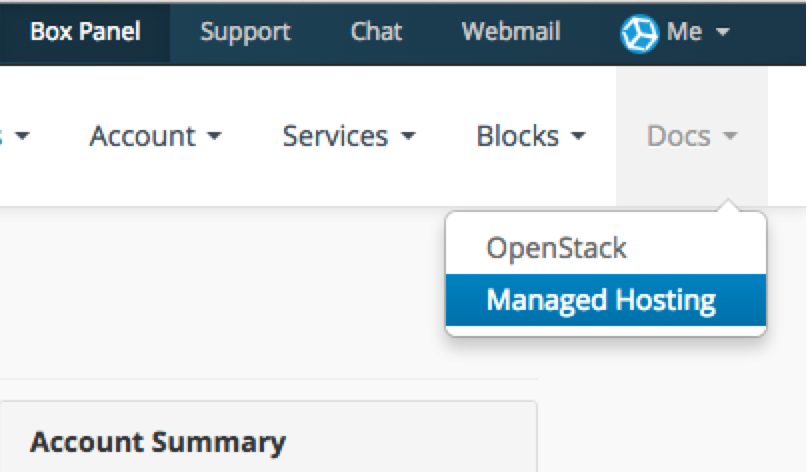 Box Panel Support Chat Webmail Me
Account Services Blocks Docs
OpenStack
Managed Hosting
Account Summary